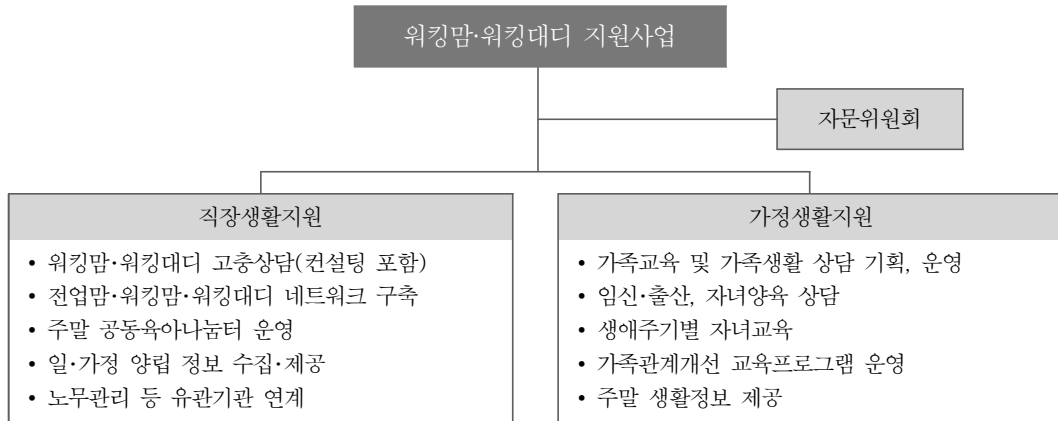 워킹맘·워킹대디 지원사업
자문위원회
직장생활지원
• 워킹맘·워킹대디 고충상담(컨설팅 포함)
• 전업맘·워킹맘·워킹대디 네트워크 구축
• 주말 공동육아나눔터 운영
• 일·가정 양립 정보 수집·제공
• 노무관리 등 유관기관 연계
가정생활지원
• 가족교육 및 가족생활 상담 기획, 운영
• 임신·출산, 자녀양육 상담
• 생애주기별 자녀교육
• 가족관계개선 교육프로그램 운영
• 주말 생활정보 제공